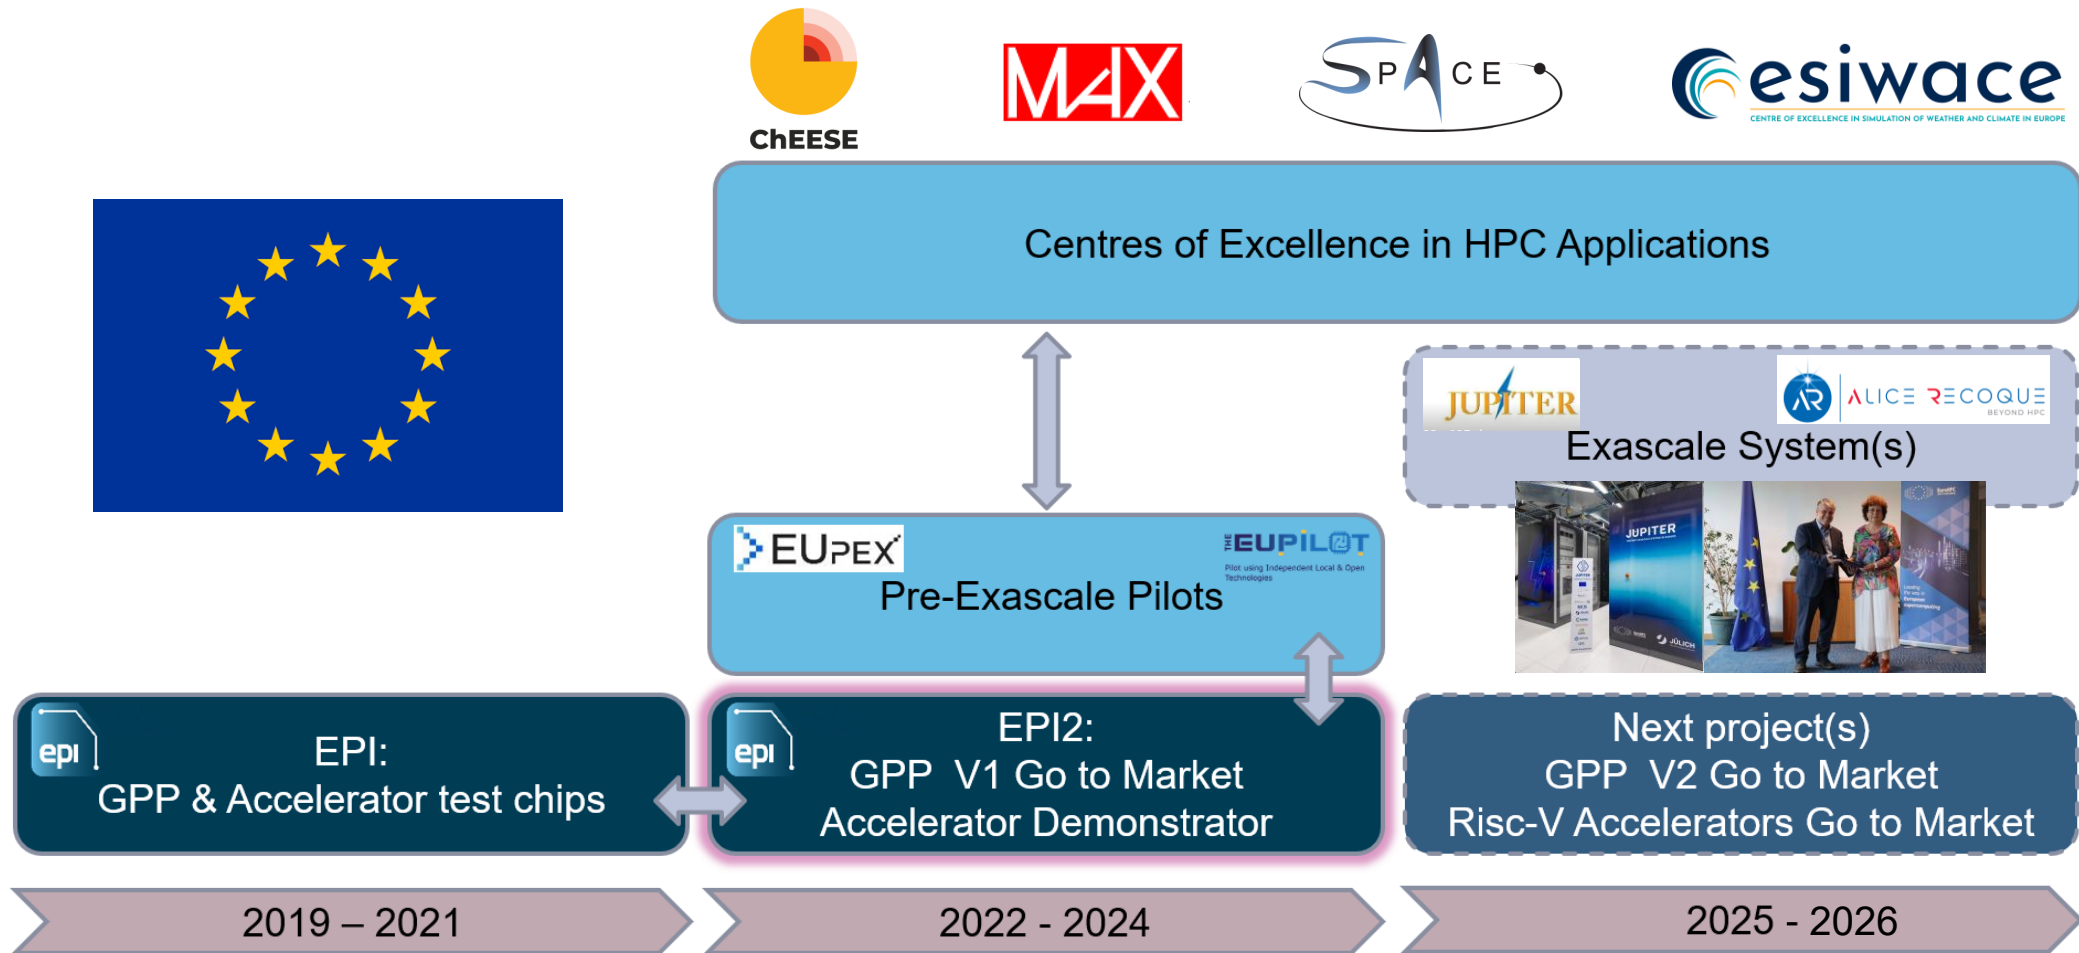 ChEESE
MAX
SPACE
esiwace
CENTRE OF EXCELLENCE IN SIMULATION OF WEATHER AND CLIMATE IN EUROPE
Centres of Excellence in HPC Applications
JUPITER
AR
ALICE RECOQUE
BEYOND HPC
Exascale System(s)
EUPEX
THE EUPILOT
Pilot using Independent Local & Open
Technologies
Pre-Exascale Pilots
JUPITER
JÜLICH
epi
EPI:
GPP & Accelerator test chips
epi
EPI2:
GPP V1 Go to Market
Accelerator Demonstrator
Next project(s)
GPP V2 Go to Market
Risc-V Accelerators Go to Market
2019 – 2021
2022 - 2024
2025 - 2026